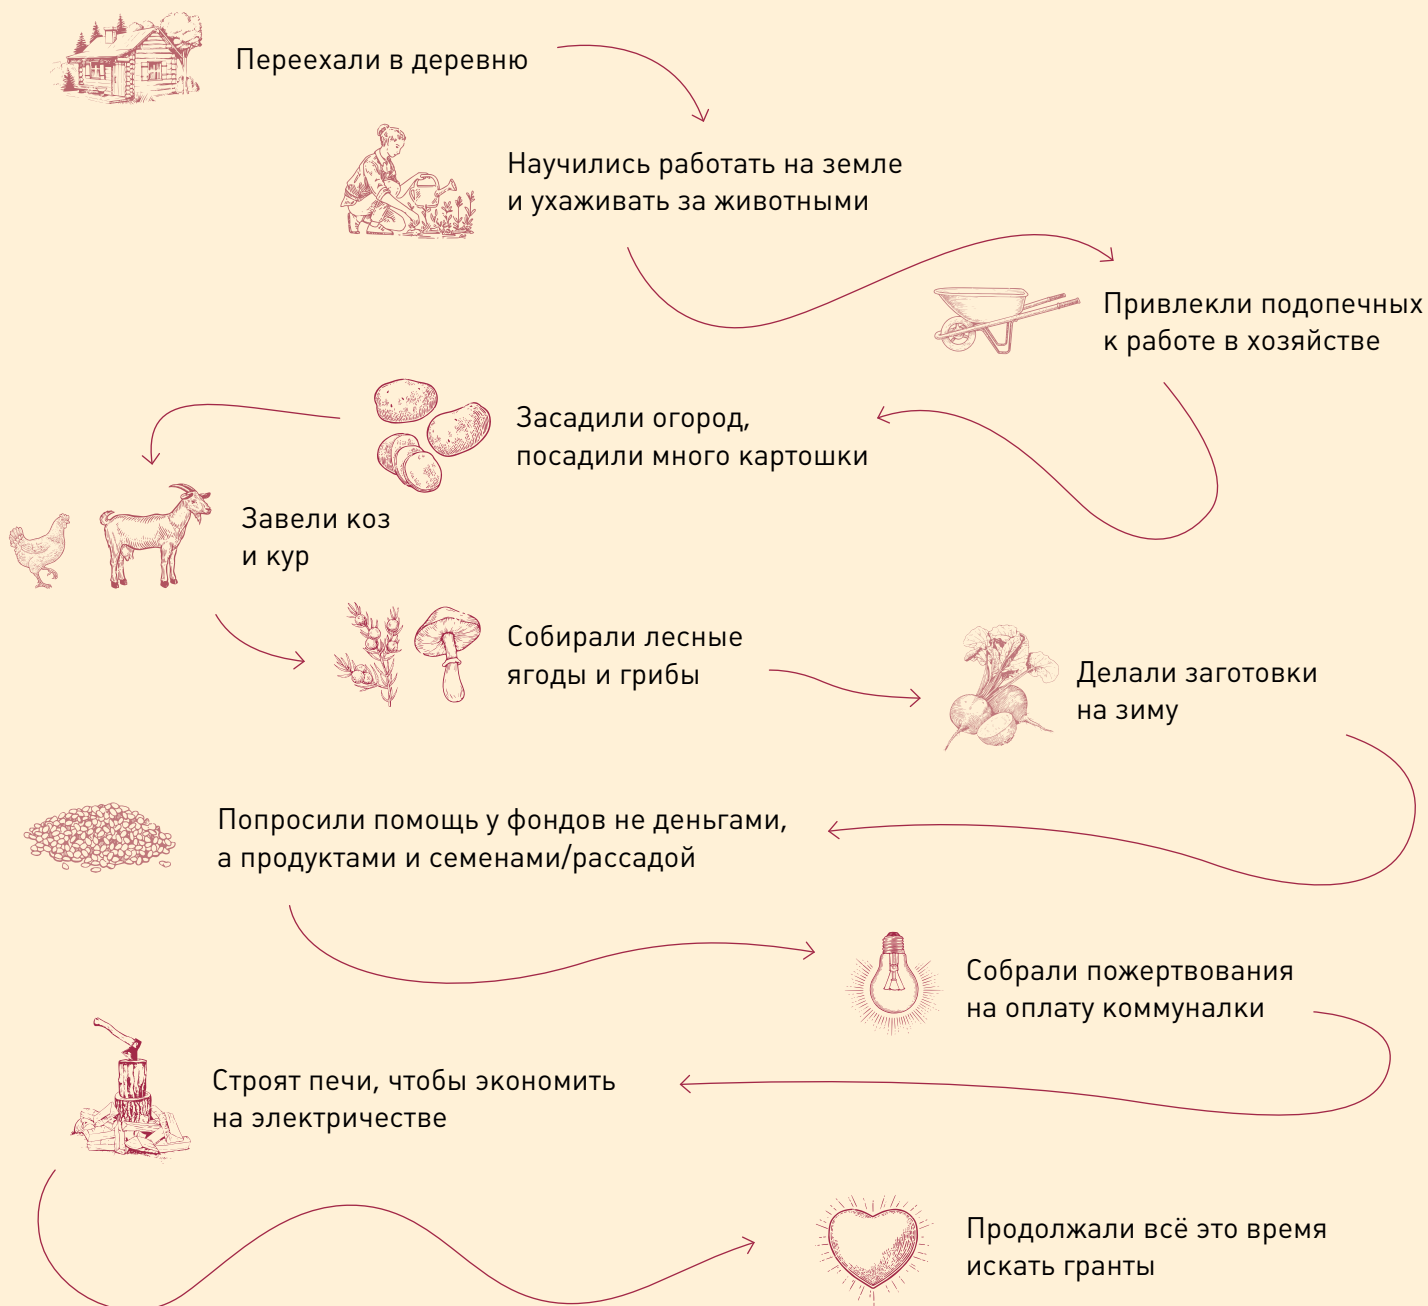 Переехали в деревню
Научились работать на земле
и ухаживать за животными
Привлекли подопечных
к работе в хозяйстве
Засадили огород,
посадили много картошки
Завели коз
и кур
Собирали лесные
ягоды и грибы
Делали заготовки
на зиму
Попросили помощь у фондов не деньгами,
а продуктами и семенами/рассадой
Собрали пожертвования
на оплату коммуналки
Строят печи, чтобы экономить
на электричестве
Продолжали всё это время
искать гранты